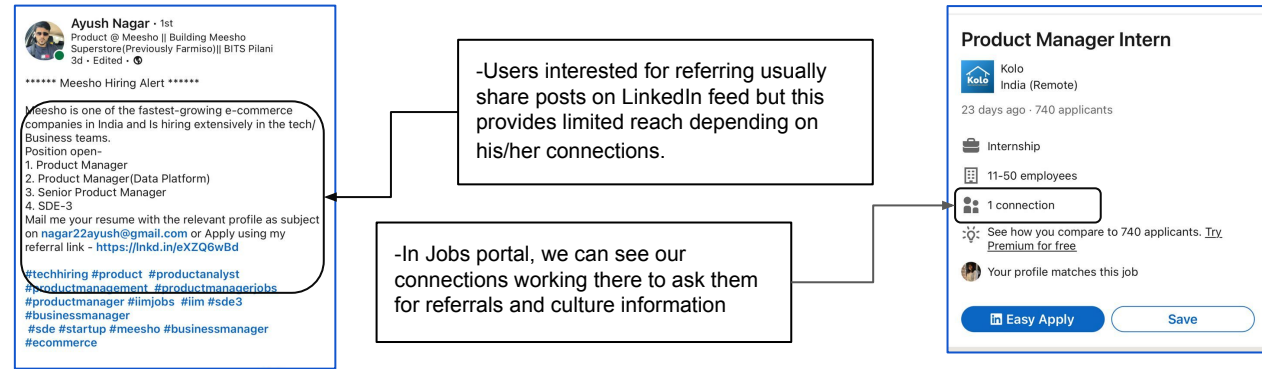 Ayush Nagar • 1st
Product @ Meesho || Building Meesho
Superstore(Previously Farmiso)|| BITS Pilani
3d • Edited •
****** Meesho Hiring Alert ******
Meesho is one of the fastest-growing e-commerce
companies in India and Is hiring extensively in the tech/
Business teams.
Position open-
1. Product Manager
2. Product Manager(Data Platform)
3. Senior Product Manager
4. SDE-3
Mail me your resume with the relevant profile as subject
on nagar22ayush@gmail.com or Apply using my
referral link - https://lnkd.in/eXZQ6wBd
#techhiring #product #productanalyst
#productmanagement #productmanagerjobs
#productmanager #iimjobs #iim #sde3
#businessmanager
#sde #startup #meesho #businessmanager
#ecommerce
-Users interested for referring usually
share posts on LinkedIn feed but this
provides limited reach depending on
his/her connections.
-In Jobs portal, we can see our
connections working there to ask them
for referrals and culture information
Product Manager Intern
Kolo
Kolo
India (Remote)
23 days ago · 740 applicants
Internship
11-50 employees
1 connection
See how you compare to 740 applicants. Try
Premium for free
Your profile matches this job
in Easy Apply
Save